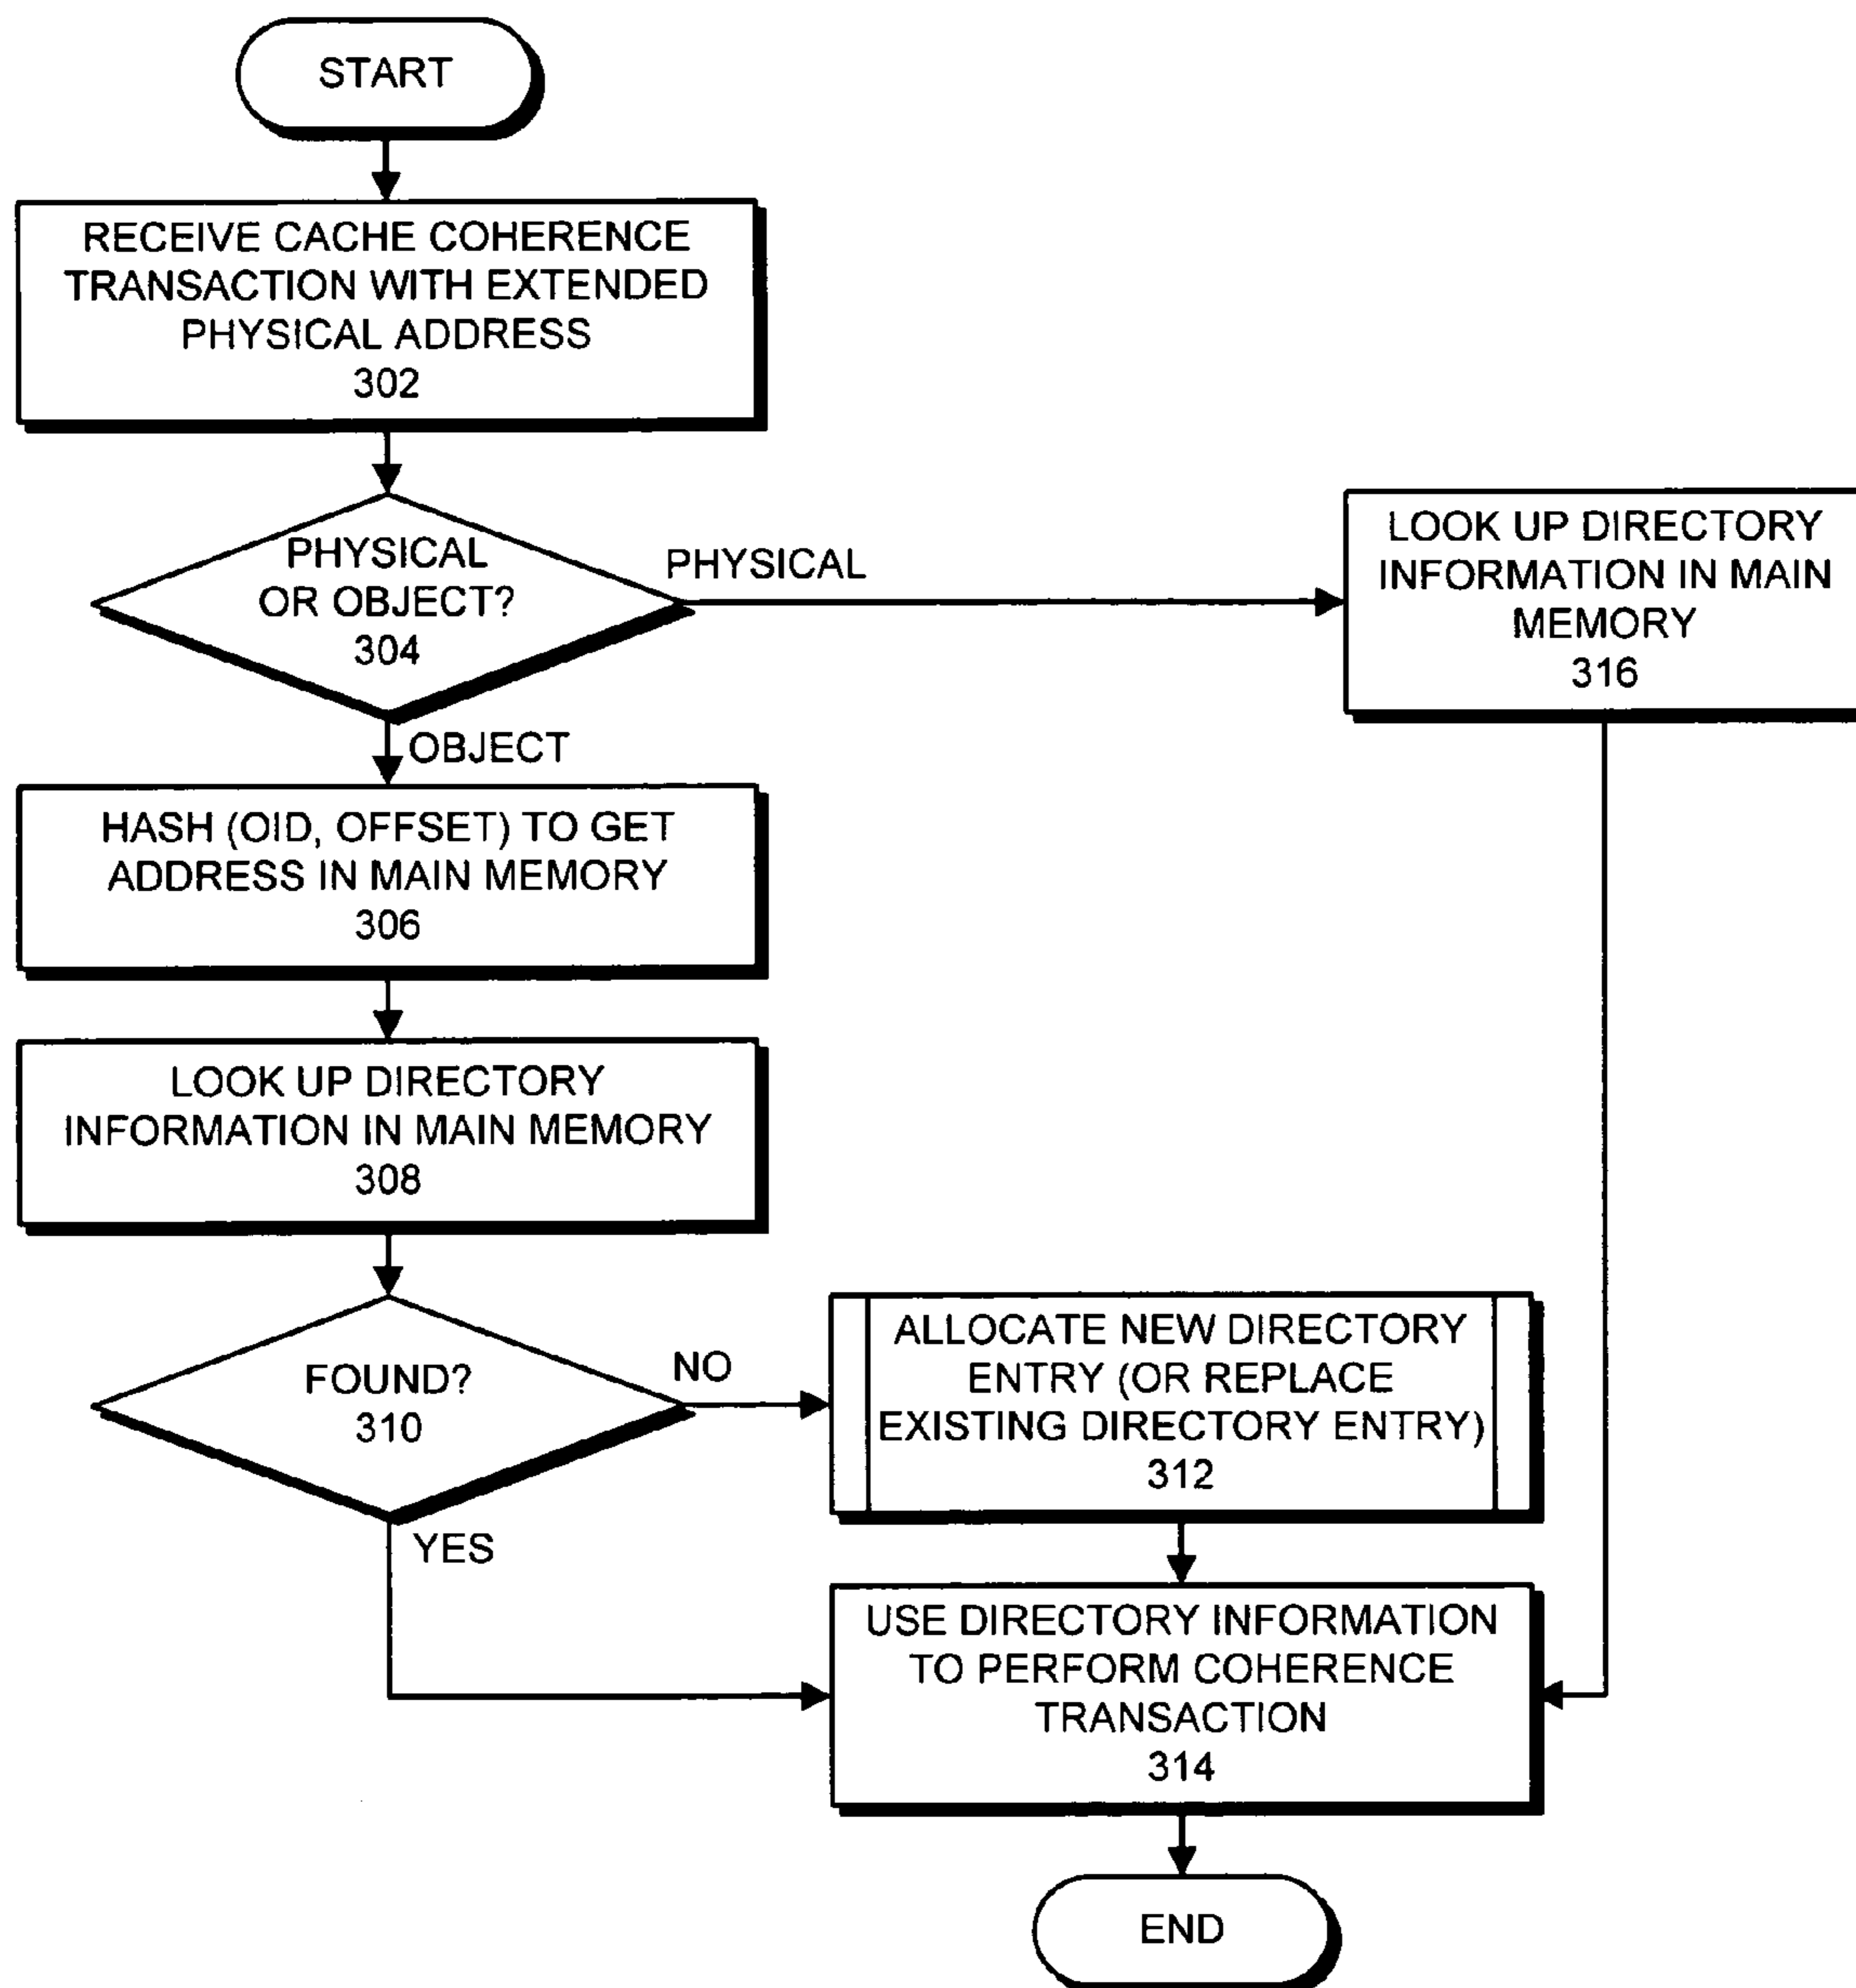 START
RECEIVE CACHE COHERENCE
TRANSACTION WITH EXTENDED
PHYSICAL ADDRESS
302
PHYSICAL
OR OBJECT?
304
PHYSICAL
LOOK UP DIRECTORY
INFORMATION IN MAIN
MEMORY
316
OBJECT
HASH (OID, OFFSET) TO GET
ADDRESS IN MAIN MEMORY
306
LOOK UP DIRECTORY
INFORMATION IN MAIN MEMORY
308
FOUND?
310
NO
ALLOCATE NEW DIRECTORY
ENTRY (OR REPLACE
EXISTING DIRECTORY ENTRY)
312
YES
USE DIRECTORY INFORMATION
TO PERFORM COHERENCE
TRANSACTION
314
END